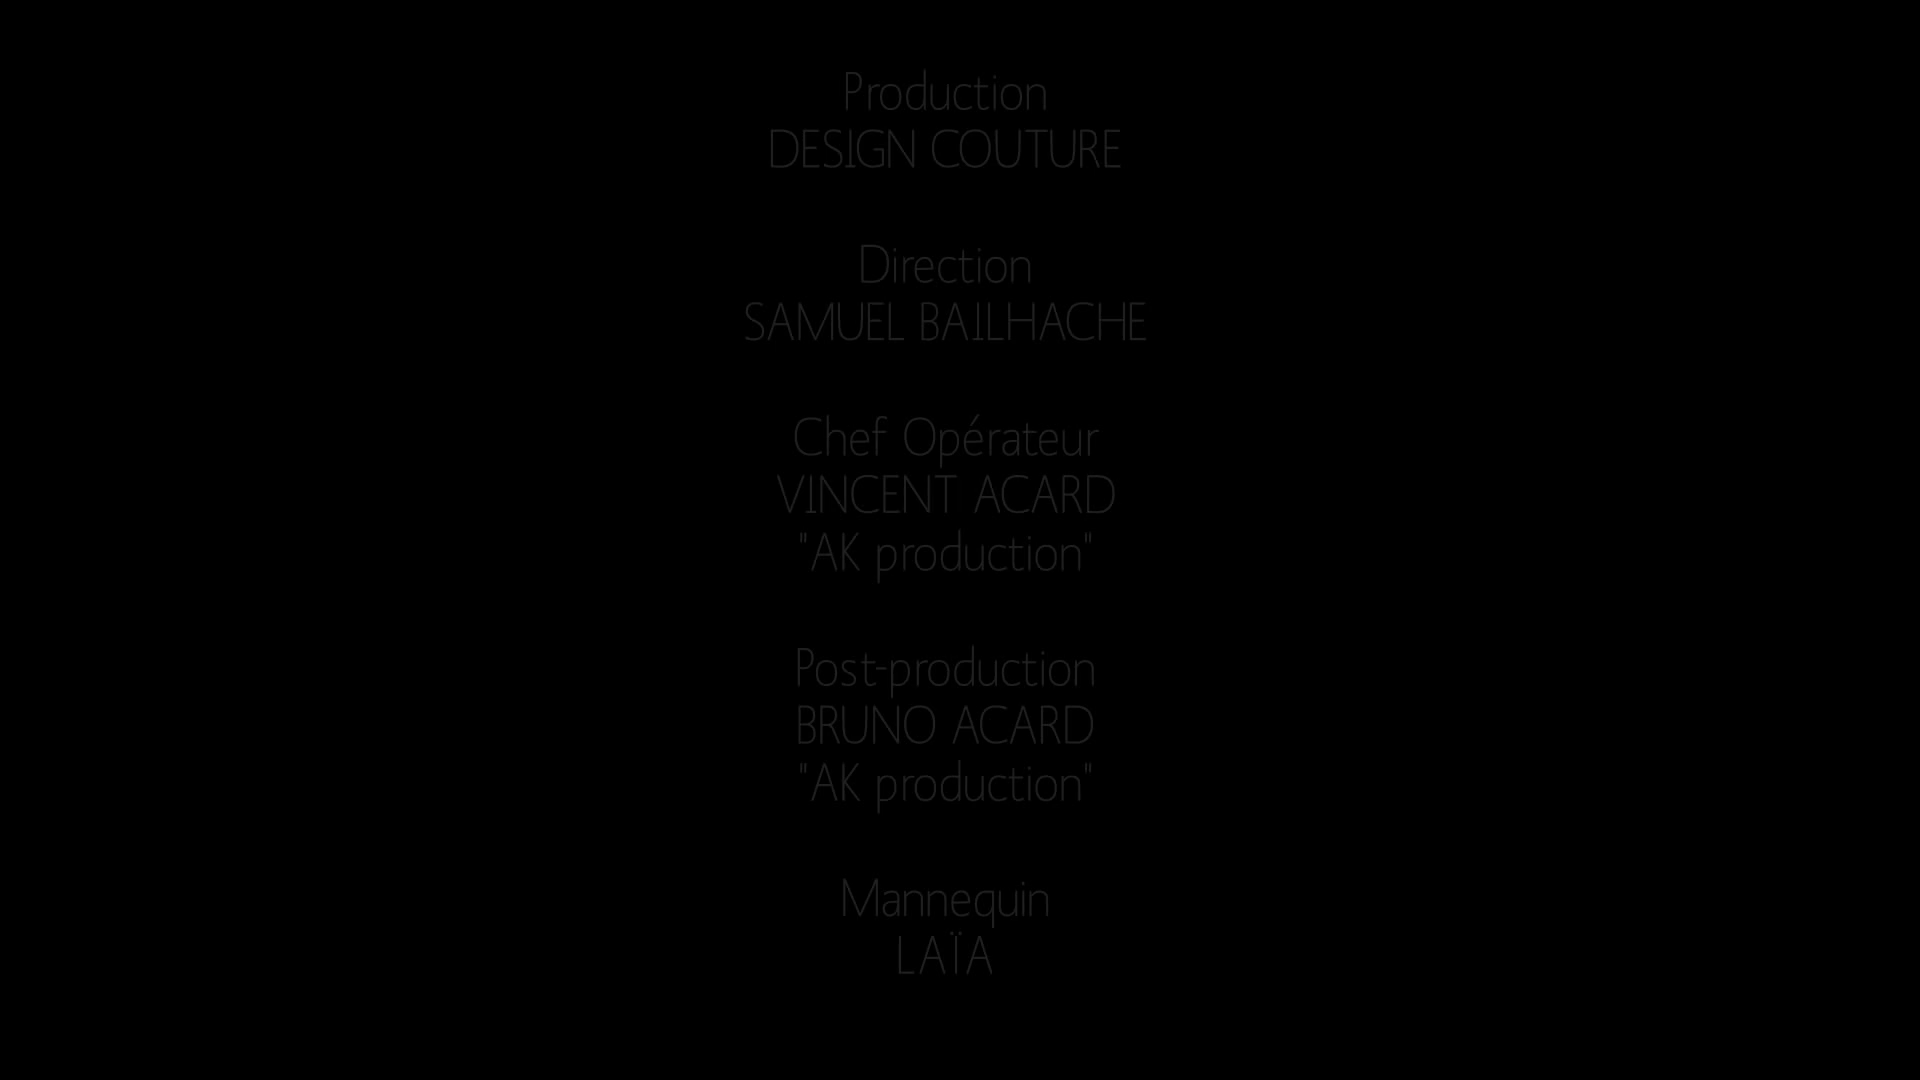 Production
DESIGN COUTURE
Direction
SAMUEL BAILHACHE
Chef Opérateur
VINCENT ACARD
"AK production"
Post-production
BRUNO ACARD
"AK production"
Mannequin
LAÏA